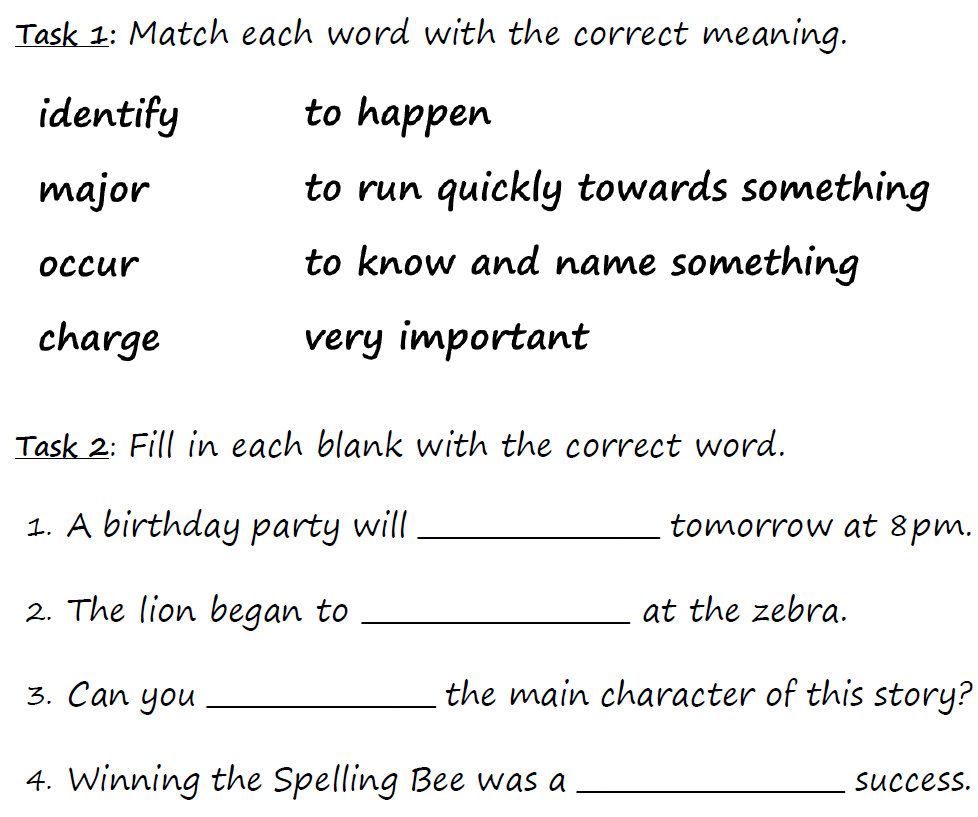 Task 1: Match each word with the correct meaning.
identify to happen
major to run quickly towards something
occur to know and name something
charge very important
Task 2: Fill in each blank with the correct word.
1. A birthday party will ______________ tomorrow at 8pm.
2. The lion began to ________________ at the zebra.
3. Can you ______________ the main character of this story?
4. Winning the Spelling Bee was a ________________ success.